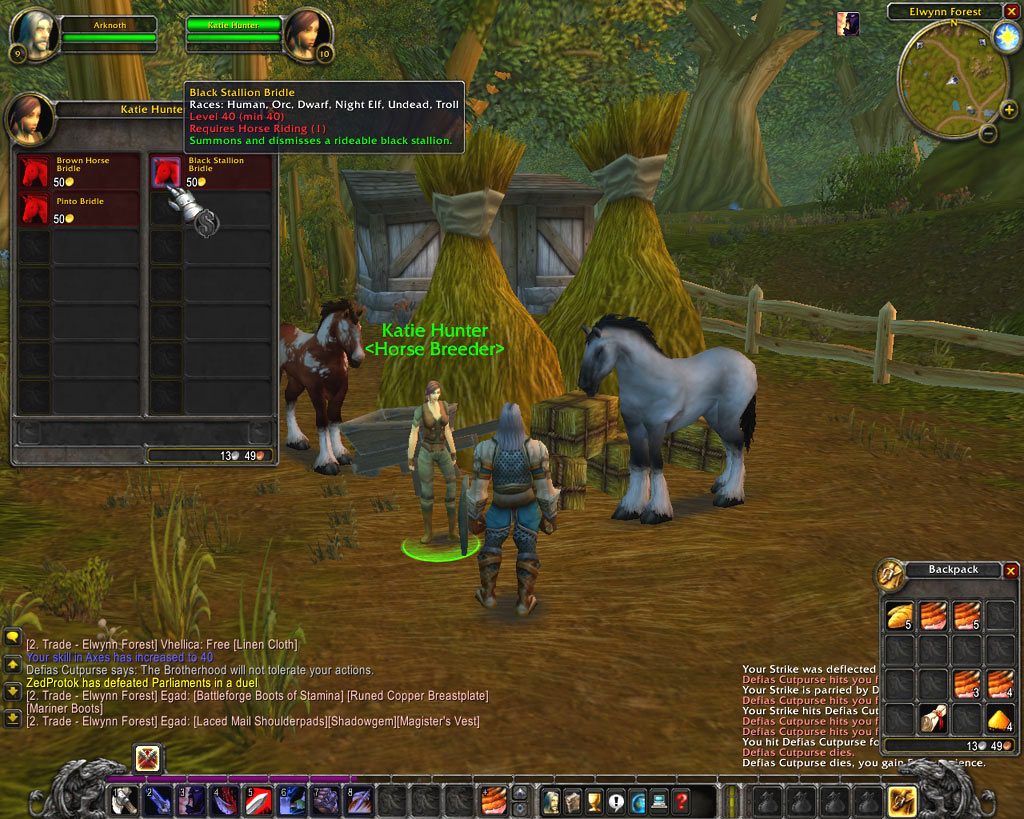 Arknoth
9
Katie Hunter
10
Elwynn Forest
N
Black Stallion Bridle
Races: Human, Orc, Dwarf, Night Elf, Undead, Troll
Level 40 (min 40)
Requires Horse Riding (1)
Summons and dismisses a rideable black stallion.
Katie Hunter
Brown Horse
Bridle
50
Black Stallion
Bridle
50
Pinto Bridle
50
13 49
Katie Hunter
<Horse Breeder>
Backpack
5
5
3
4
4
13 49
[2. Trade - Elwynn Forest] Vhellica: Free [Linen Cloth]
Your skill in Axes has increased to 40
Defias Cutpurse says: The Brotherhood will not tolerate your actions.
ZedProtok has defeated Parliaments in a duel
[2. Trade - Elwynn Forest] Egad: [Battleforge Boots of Stamina] [Runed Copper Breastplate]
[Mariner Boots]
[2. Trade - Elwynn Forest] Egad: [Laced Mail Shoulderpads][Shadowgem][Magister's Vest]
Your Strike was deflected
Defias Cutpurse hits you f
Your Strike is parried by D
Defias Cutpurse hits you f
Your Strike hits Defias Cut
Defias Cutpurse hits you f
Defias Cutpurse hits you f
You hit Defias Cutpurse fo
Defias Cutpurse dies.
Defias Cutpurse dies, you gain
2 3 4 5 6 7 8